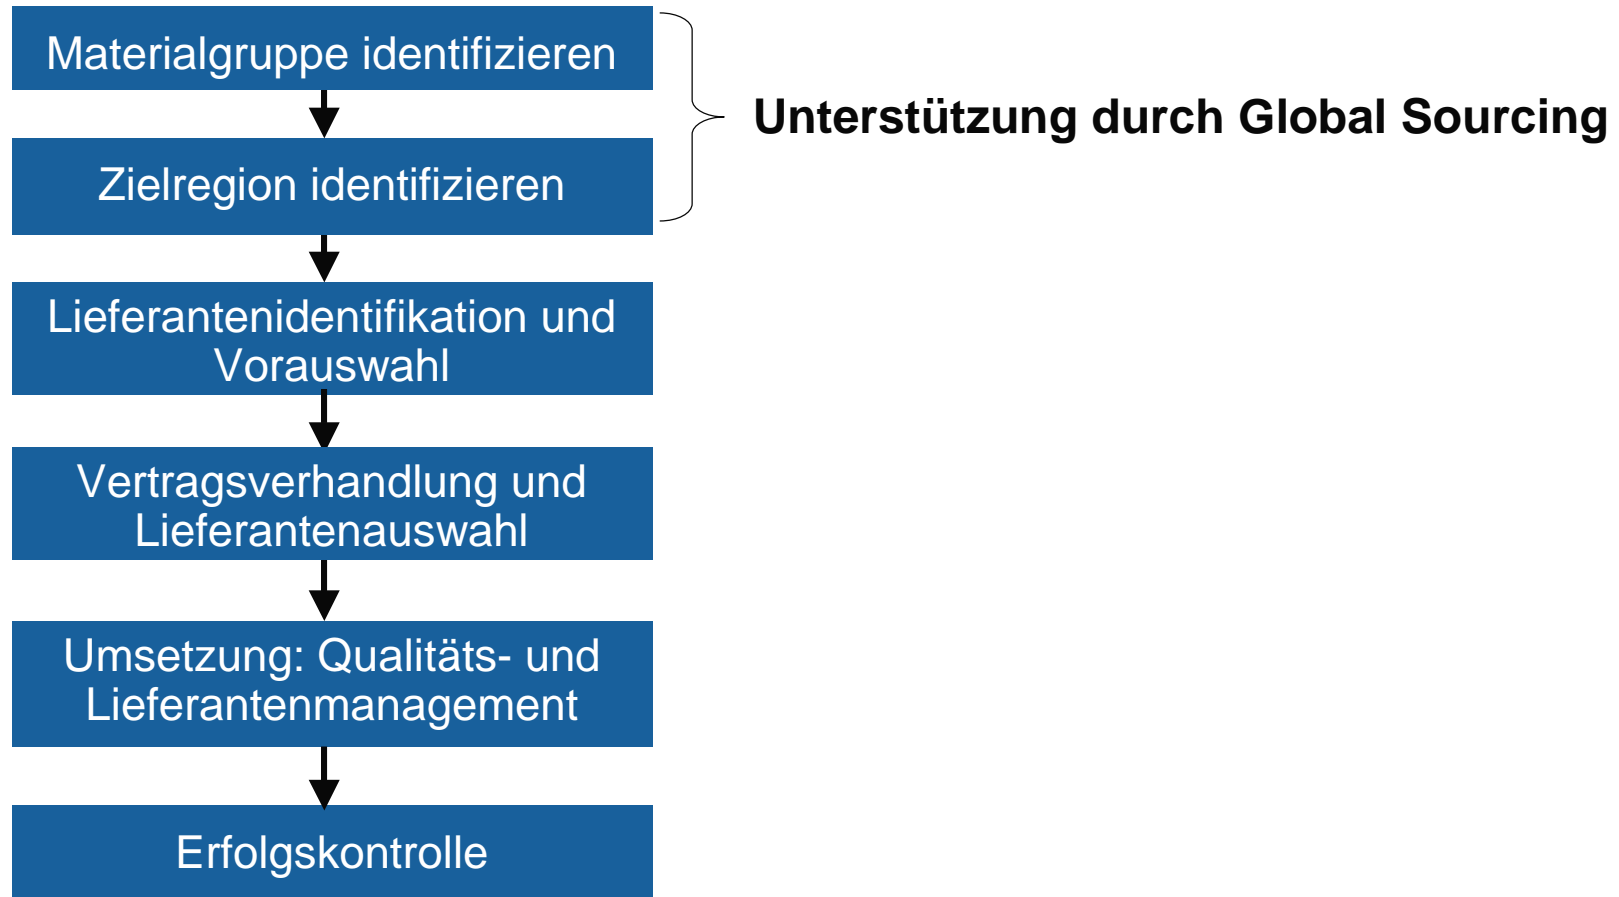 Materialgruppe identifizieren
Unterstützung durch Global Sourcing
Zielregion identifizieren
Lieferantenidentifikation und
Vorauswahl
Vertragsverhandlung und
Lieferantenauswahl
Umsetzung: Qualitäts- und
Lieferantenmanagement
Erfolgskontrolle